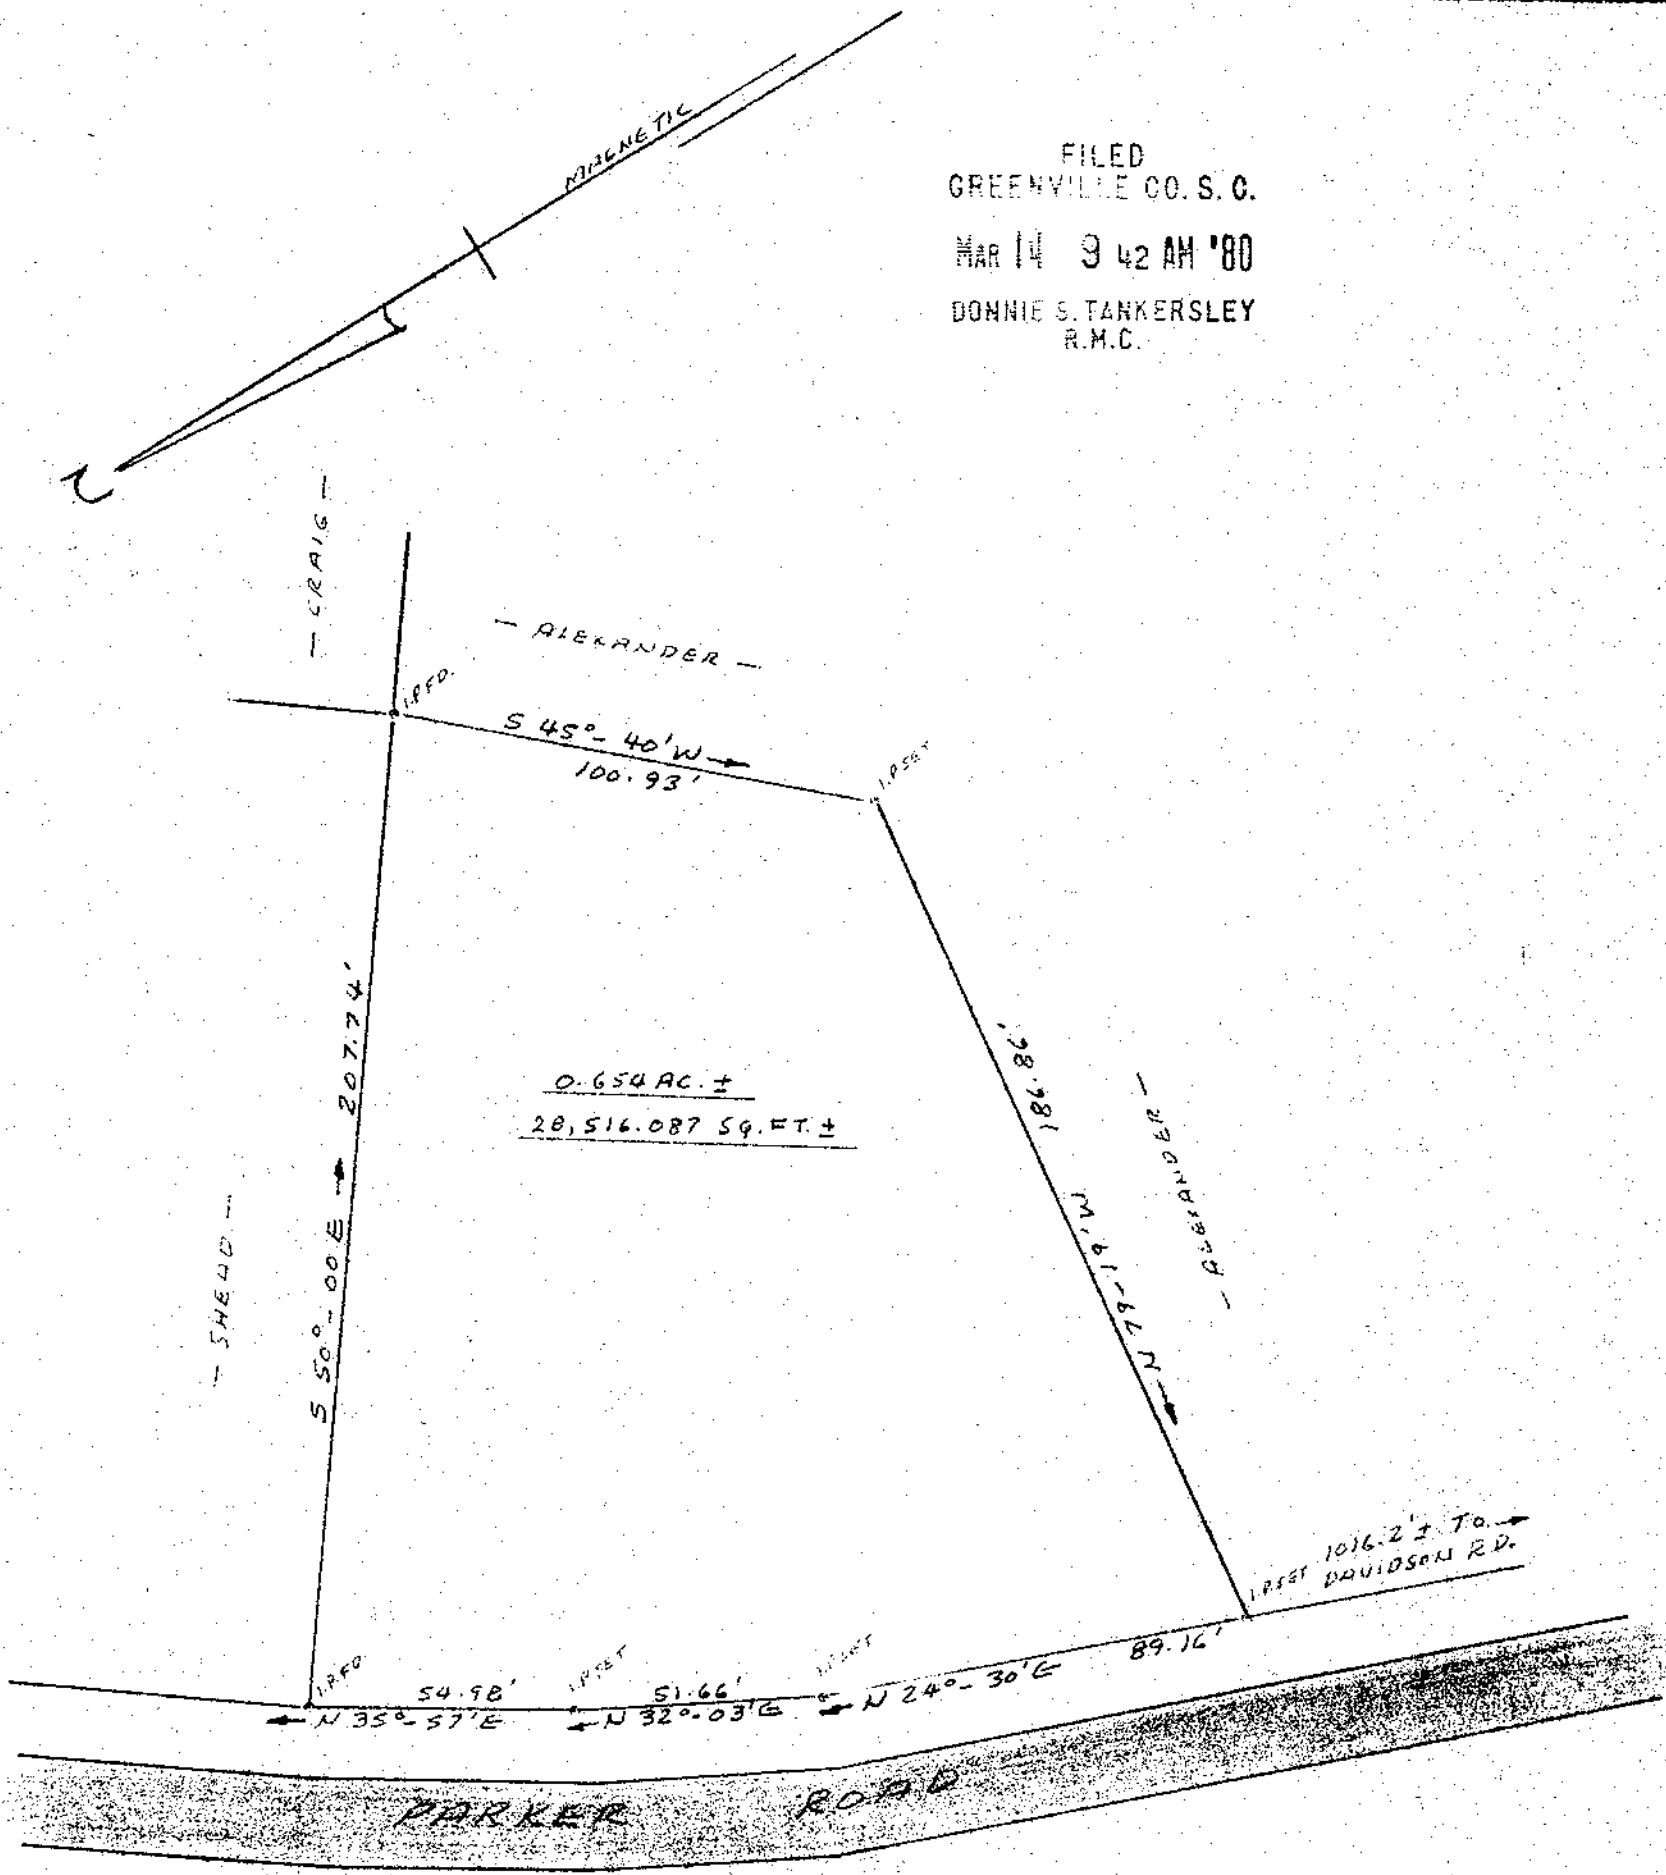 MAGNETIC
FILED
GREENVILLE CO. S. C.
MAR 14 9 42 AM '80
DONNIE S. TANKERSLEY
R.M.C.
- CRAIG -
- ALEXANDER -
I.P.FD.
S 45°- 40' W
100.93'
I.P.SET
S 50°- 00 E 207.74'
0.654 AC. ±
28,516.087 SQ. FT. ±
189.86'
N 79-19' W
- ALEXANDER -
- SHEAD -
1016.2' ± TO
I.P.SET DAVIDSON RD.
89.16'
N 24°- 30' E
I.P.FD
54.98'
N 35°- 57' E
I.P.SET
51.66'
N 32°- 03' E
I.P.SET
PARKER ROAD